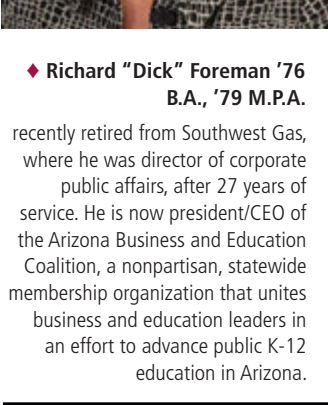 ♦ Richard “Dick” Foreman ’76
B.A., ’79 M.P.A.
recently retired from Southwest Gas,
where he was director of corporate
public affairs, after 27 years of
service. He is now president/CEO of
the Arizona Business and Education
Coalition, a nonpartisan, statewide
membership organization that unites
business and education leaders in
an effort to advance public K-12
education in Arizona.